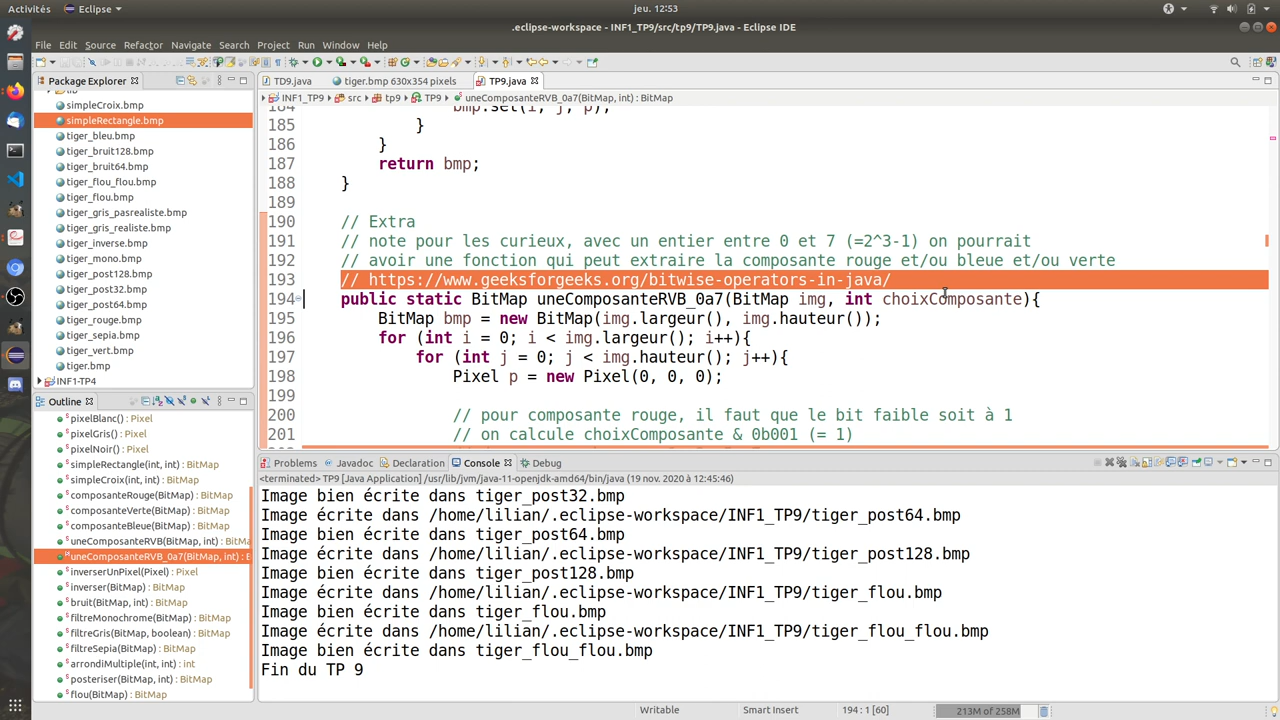 Activités
Eclipse
jeu. 12:53
.eclipse-workspace - INF1_TP9/src/tp9/TP9.java - Eclipse IDE
File Edit Source Refactor Navigate Search Project Run Window Help
Package Explorer
simpleCroix.bmp
simpleRectangle.bmp
tiger_bleu.bmp
tiger_bruit128.bmp
tiger_bruit64.bmp
tiger_flou_flou.bmp
tiger_flou.bmp
tiger_gris_pasrealiste.bmp
tiger_gris_realiste.bmp
tiger_inverse.bmp
tiger_mono.bmp
tiger_post128.bmp
tiger_post32.bmp
tiger_post64.bmp
tiger_rouge.bmp
tiger_sepia.bmp
tiger_vert.bmp
tiger.bmp
INF1-TP4
Outline
pixelBlanc() : Pixel
pixelGris() : Pixel
pixelNoir() : Pixel
simpleRectangle(int, int) : BitMap
simpleCroix(int, int) : BitMap
composanteRouge(BitMap) : BitMap
composanteVerte(BitMap) : BitMap
composanteBleue(BitMap) : BitMap
uneComposanteRVB(BitMap, int) : BitMa
uneComposanteRVB_0a7(BitMap, int) : B
inverserUnPixel(Pixel) : Pixel
inverser(BitMap) : BitMap
bruit(BitMap, int) : BitMap
filtreMonochrome(BitMap) : BitMap
filtreGris(BitMap, boolean) : BitMap
filtreSepia(BitMap) : BitMap
arrondiMultiple(int, int) : int
posteriser(BitMap, int) : BitMap
flou(BitMap) : BitMap
TD9.java
tiger.bmp 630x354 pixels
TP9.java
INF1_TP9 src tp9 TP9 uneComposanteRVB_0a7(BitMap, int) : BitMap
184 bmp.set(i, j, p);
185 }
186 }
187 return bmp;
188 }
189
190 // Extra
191 // note pour les curieux, avec un entier entre 0 et 7 (=2^3-1) on pourrait
192 // avoir une fonction qui peut extraire la composante rouge et/ou bleue et/ou verte
193 // https://www.geeksforgeeks.org/bitwise-operators-in-java/
194 public static BitMap uneComposanteRVB_0a7(BitMap img, int choixComposante){
195 BitMap bmp = new BitMap(img.largeur(), img.hauteur());
196 for (int i = 0; i < img.largeur(); i++){
197 for (int j = 0; j < img.hauteur(); j++){
198 Pixel p = new Pixel(0, 0, 0);
199
200 // pour composante rouge, il faut que le bit faible soit à 1
201 // on calcule choixComposante & 0b001 (= 1)
Problems Javadoc Declaration Console Debug
<terminated> TP9 [Java Application] /usr/lib/jvm/java-11-openjdk-amd64/bin/java (19 nov. 2020 à 12:45:46)
Image bien écrite dans tiger_post32.bmp
Image écrite dans /home/lilian/.eclipse-workspace/INF1_TP9/tiger_post64.bmp
Image bien écrite dans tiger_post64.bmp
Image écrite dans /home/lilian/.eclipse-workspace/INF1_TP9/tiger_post128.bmp
Image bien écrite dans tiger_post128.bmp
Image écrite dans /home/lilian/.eclipse-workspace/INF1_TP9/tiger_flou.bmp
Image bien écrite dans tiger_flou.bmp
Image écrite dans /home/lilian/.eclipse-workspace/INF1_TP9/tiger_flou_flou.bmp
Image bien écrite dans tiger_flou_flou.bmp
Fin du TP 9
Writable
Smart Insert
194 : 1 [60]
213M of 258M